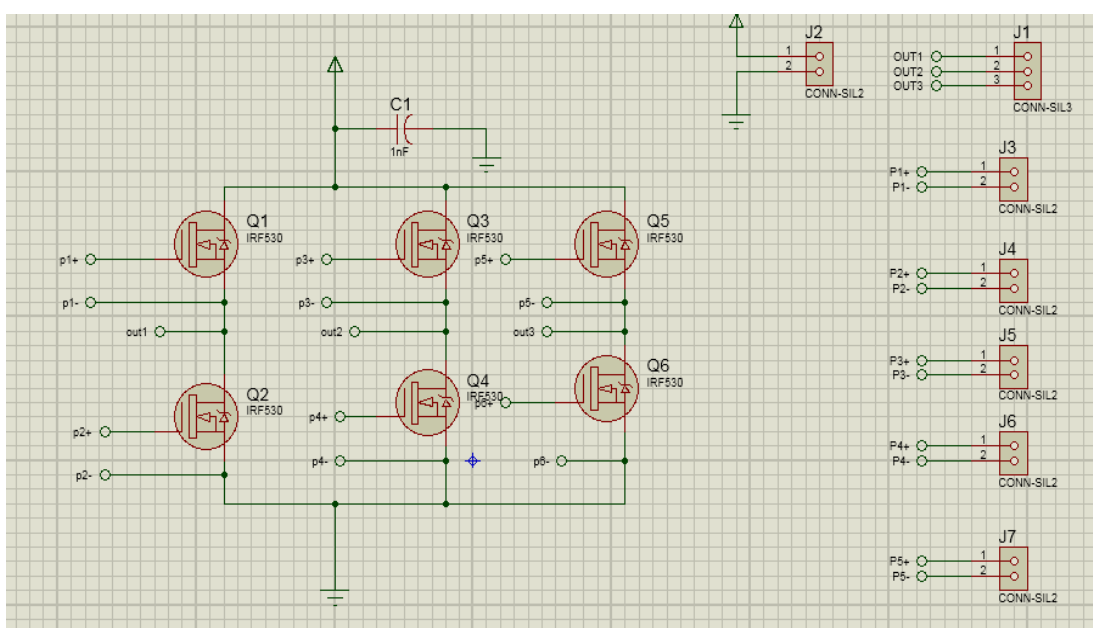 J2
1
2
CONN-SIL2
J1
OUT1
1
OUT2
2
OUT3
3
CONN-SIL3
C1
1nF
J3
P1+
1
P1-
2
CONN-SIL2
Q1
IRF530
p1+
p1-
out1
Q3
IRF530
p3+
p3-
out2
Q5
IRF530
p5+
p5-
out3
J4
P2+
1
P2-
2
CONN-SIL2
J5
P3+
1
P3-
2
CONN-SIL2
Q2
IRF530
p2+
p2-
Q4
IRF530
p4+
p4-
Q6
IRF530
p6-
J6
P4+
1
P4-
2
CONN-SIL2
J7
P5+
1
P5-
2
CONN-SIL2